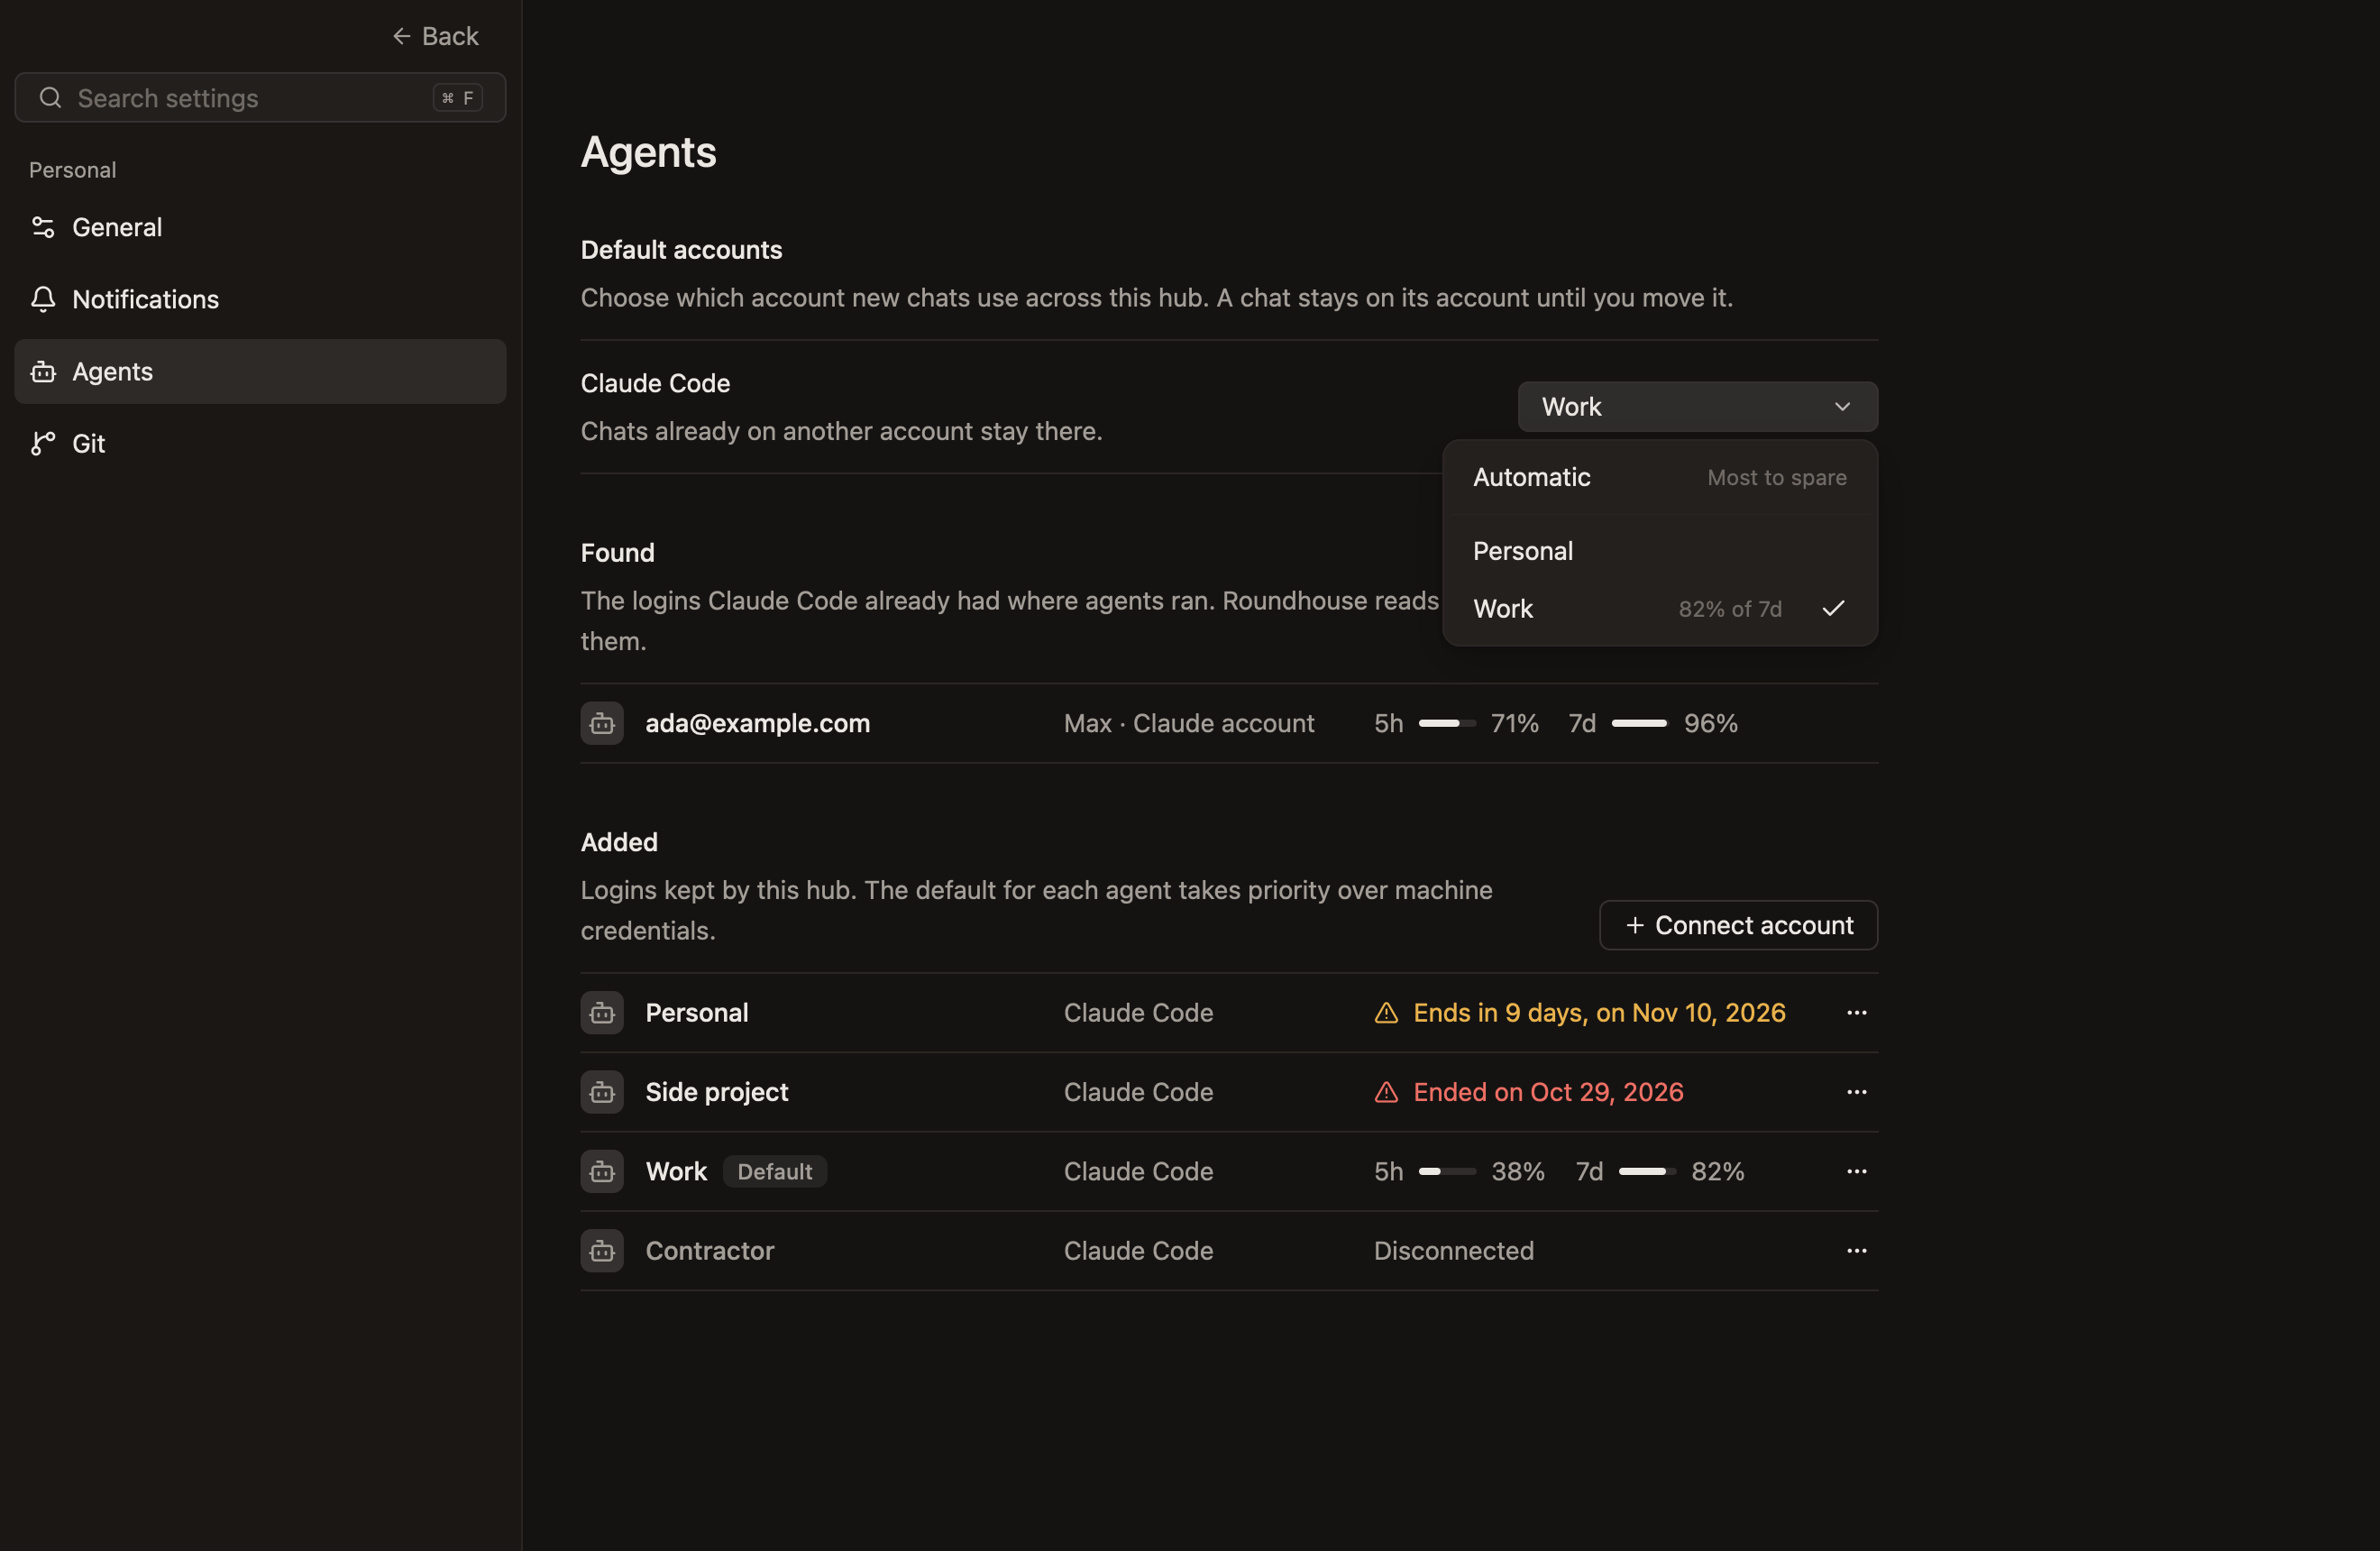 Back
Search settings
⌘ F
Personal
General
Notifications
Agents
Git
Agents
Default accounts
Choose which account new chats use across this hub. A chat stays on its account until you move it.
Claude Code
Chats already on another account stay there.
Work
Automatic Most to spare
Personal
Work 82% of 7d
Found
The logins Claude Code already had where agents ran. Roundhouse reads
them.
ada@example.com Max · Claude account 5h 71% 7d 96%
Added
Logins kept by this hub. The default for each agent takes priority over machine
credentials.
+ Connect account
Personal Claude Code Ends in 9 days, on Nov 10, 2026
Side project Claude Code Ended on Oct 29, 2026
Work Default Claude Code 5h 38% 7d 82%
Contractor Claude Code Disconnected